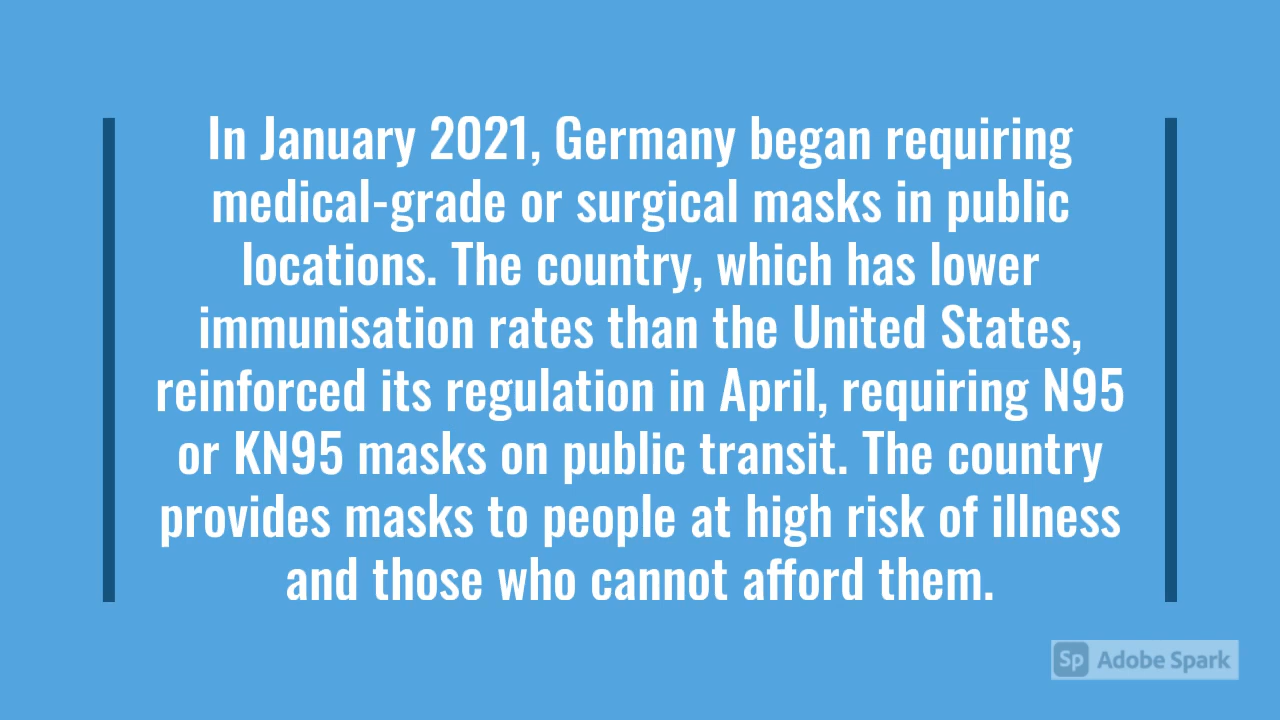 In January 2021, Germany began requiring
medical-grade or surgical masks in public
locations. The country, which has lower
immunisation rates than the United States,
reinforced its regulation in April, requiring N95
or KN95 masks on public transit. The country
provides masks to people at high risk of illness
and those who cannot afford them.
Sp Adobe Spark